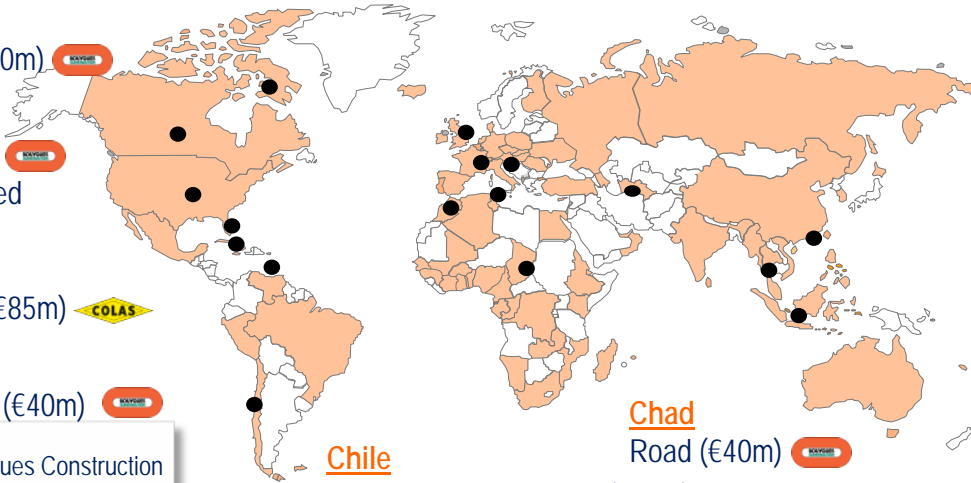 0m)
ed
€85m) COLAS
(€40m)
ues Construction
Chile
Chad
Road (€40m)